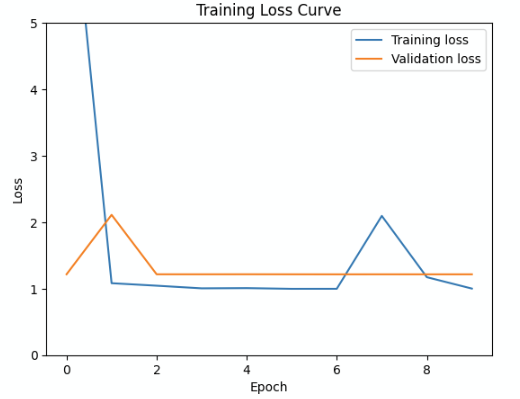 Training Loss Curve
5
Training loss
Validation loss
4
3
Loss
2
1
0
0 2 4 6 8
Epoch